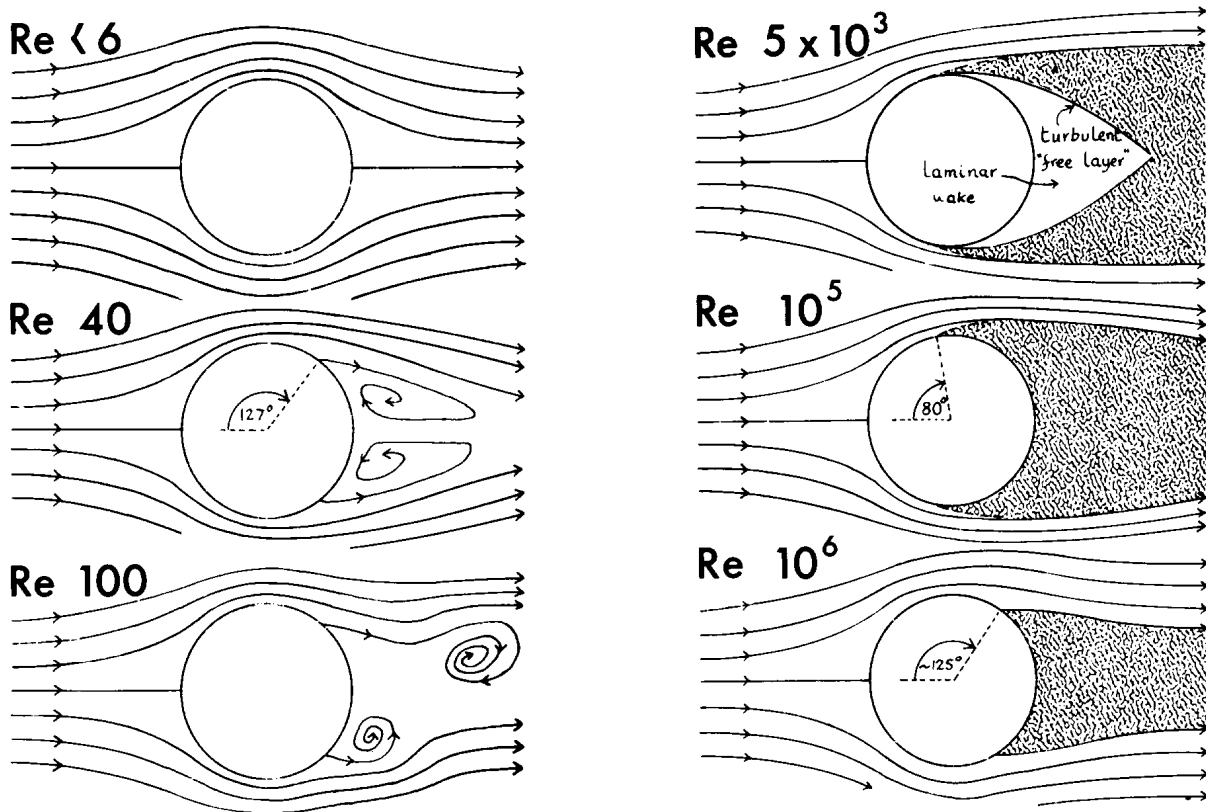 Re < 6
Re 40
127°
Re 100
Re 5 x 10³
turbulent
"free layer"
laminar
wake
Re 10⁵
80°
Re 10⁶
~125°